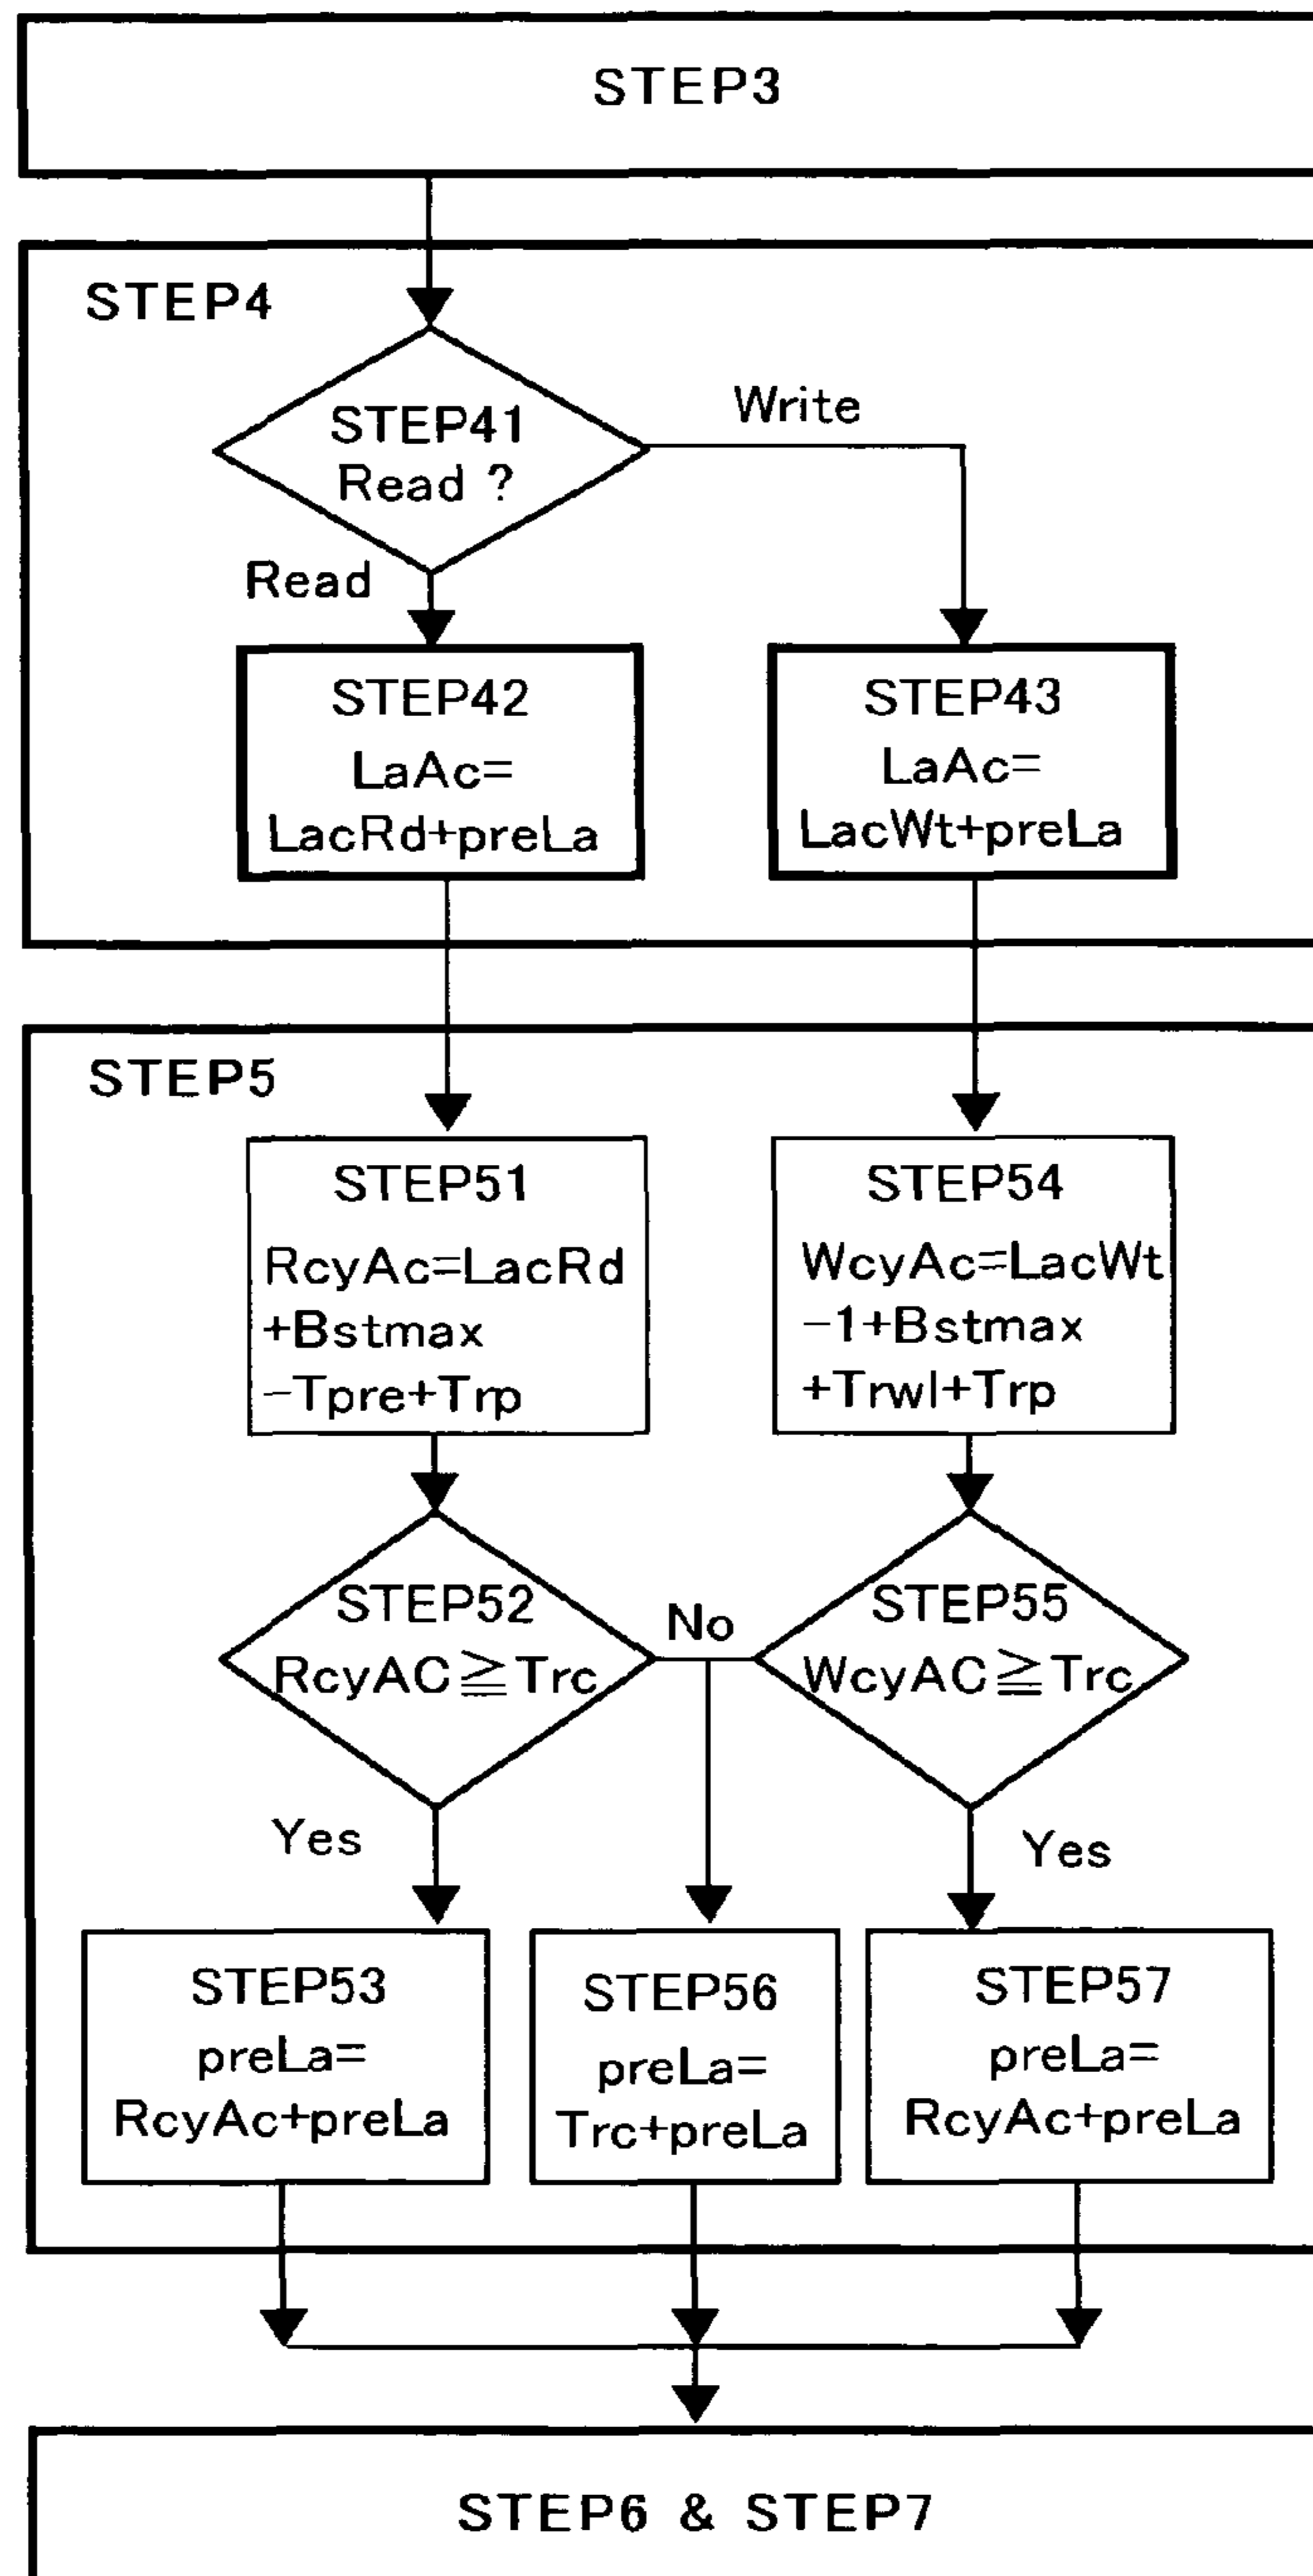 STEP3
STEP4
STEP41
Read ?
Write
Read
STEP42
LaAc=
LacRd+preLa
STEP43
LaAc=
LacWt+preLa
STEP5
STEP51
RcyAc=LacRd
+Bstmax
-Tpre+Trp
STEP54
WcyAc=LacWt
-1+Bstmax
+Trwl+Trp
STEP52
RcyAC≧Trc
No
STEP55
WcyAC≧Trc
Yes
Yes
STEP53
preLa=
RcyAc+preLa
STEP56
preLa=
Trc+preLa
STEP57
preLa=
RcyAc+preLa
STEP6 & STEP7